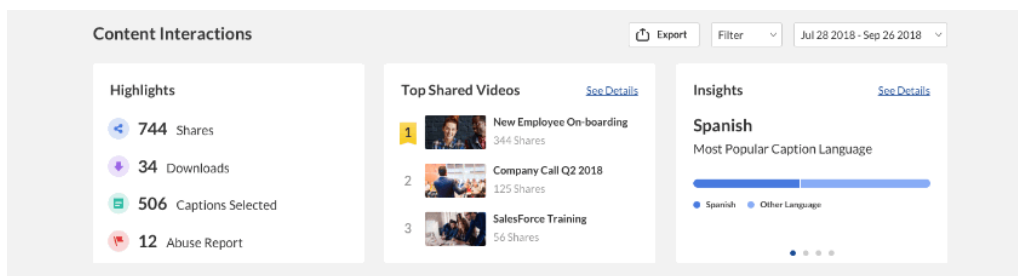 Content Interactions
Export
Filter
Jul 28 2018 - Sep 26 2018
Highlights
744 Shares
34 Downloads
506 Captions Selected
12 Abuse Report
Top Shared Videos
See Details
1
New Employee On-boarding
344 Shares
2
Company Call Q2 2018
125 Shares
3
SalesForce Training
56 Shares
Insights
See Details
Spanish
Most Popular Caption Language
Spanish
Other Language